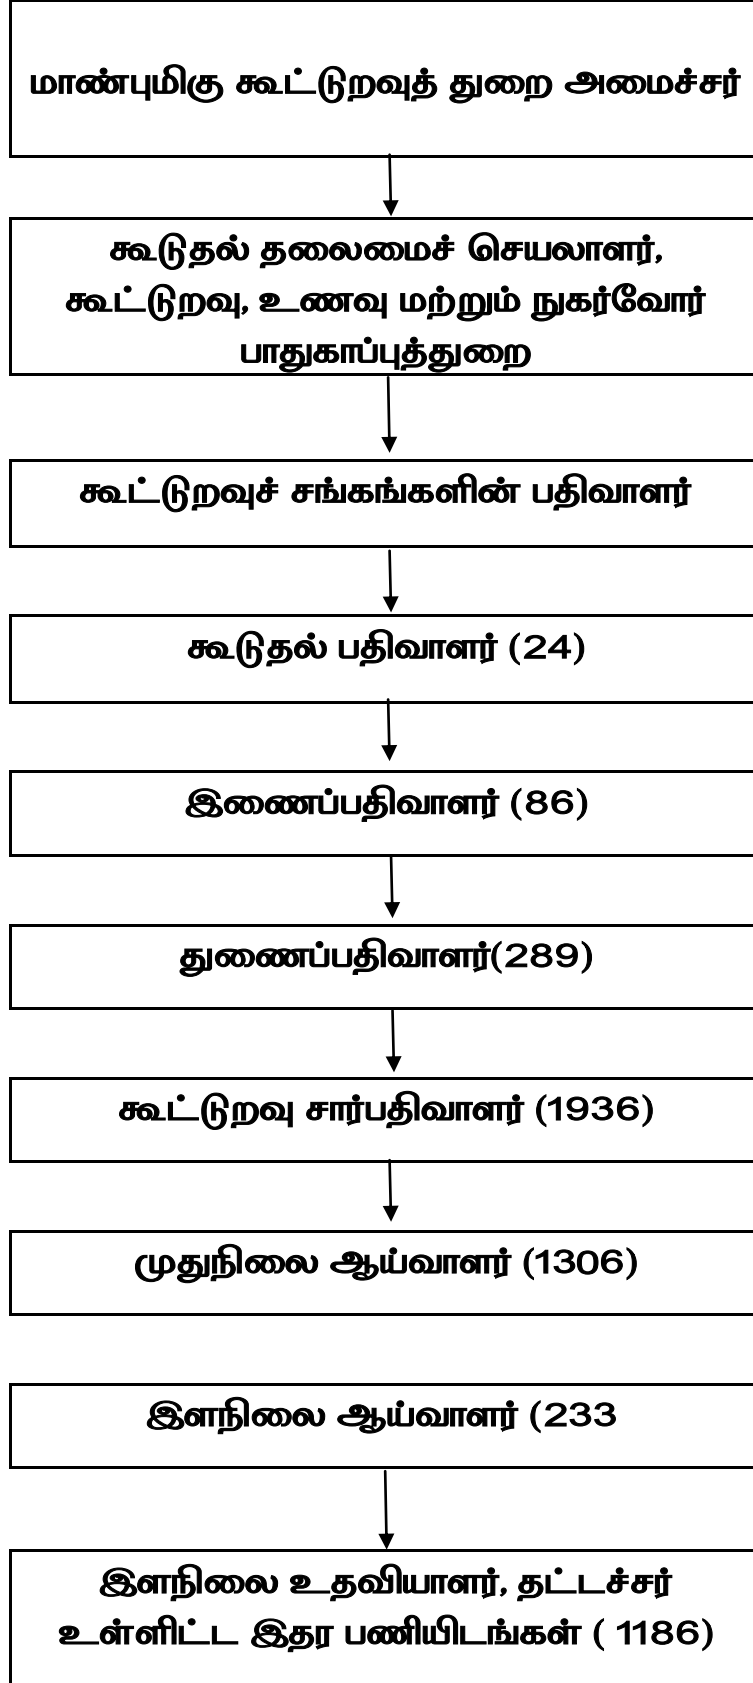 மாண்புமிகு கூட்டுறவுத் துறை அமைச்சர்
கூடுதல் தலைமைச் செயலாளர்,
கூட்டுறவு, உணவு மற்றும் நுகர்வோர்
பாதுகாப்புத்துறை
கூட்டுறவுச் சங்கங்களின் பதிவாளர்
கூடுதல் பதிவாளர் (24)
இணைப்பதிவாளர் (86)
துணைப்பதிவாளர்(289)
கூட்டுறவு சார்பதிவாளர் (1936)
முதுநிலை ஆய்வாளர் (1306)
இளநிலை ஆய்வாளர் (233
இளநிலை உதவியாளர், தட்டச்சர்
உள்ளிட்ட இதர பணியிடங்கள் ( 1186)